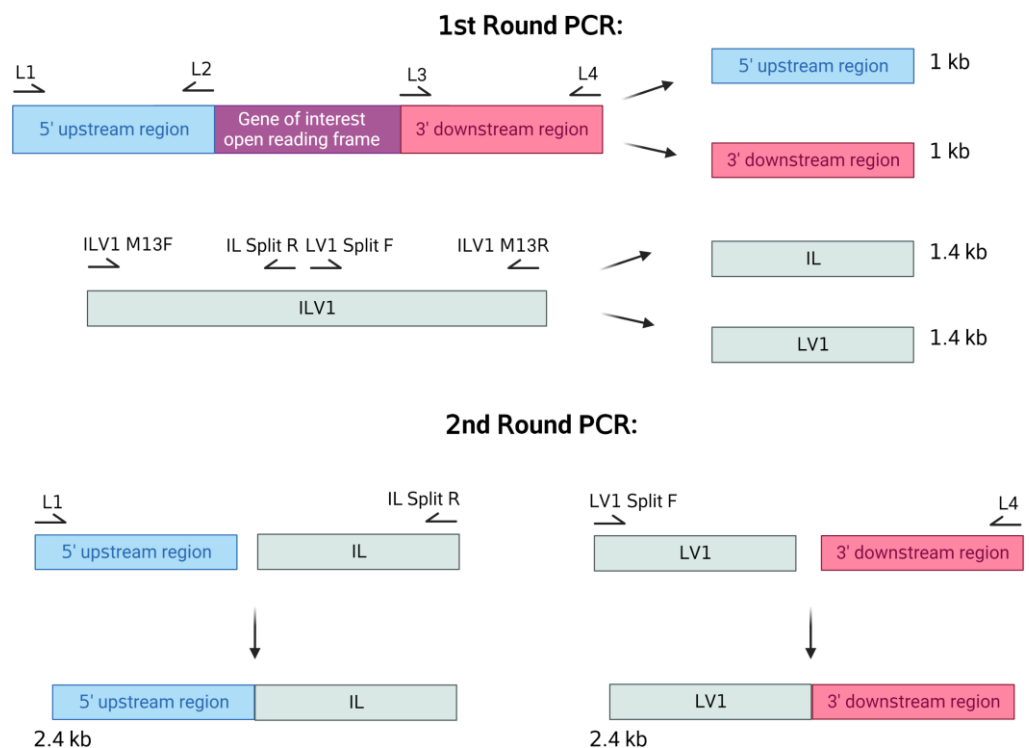 1st Round PCR:
L1
L2
L3
L4
5' upstream region
Gene of interest
open reading frame
3' downstream region
5' upstream region
1 kb
3' downstream region
1 kb
ILV1 M13F
IL Split R
LV1 Split F
ILV1 M13R
ILV1
IL
1.4 kb
LV1
1.4 kb
2nd Round PCR:
L1
IL Split R
5' upstream region
IL
5' upstream region
IL
2.4 kb
LV1 Split F
L4
LV1
3' downstream region
LV1
3' downstream region
2.4 kb